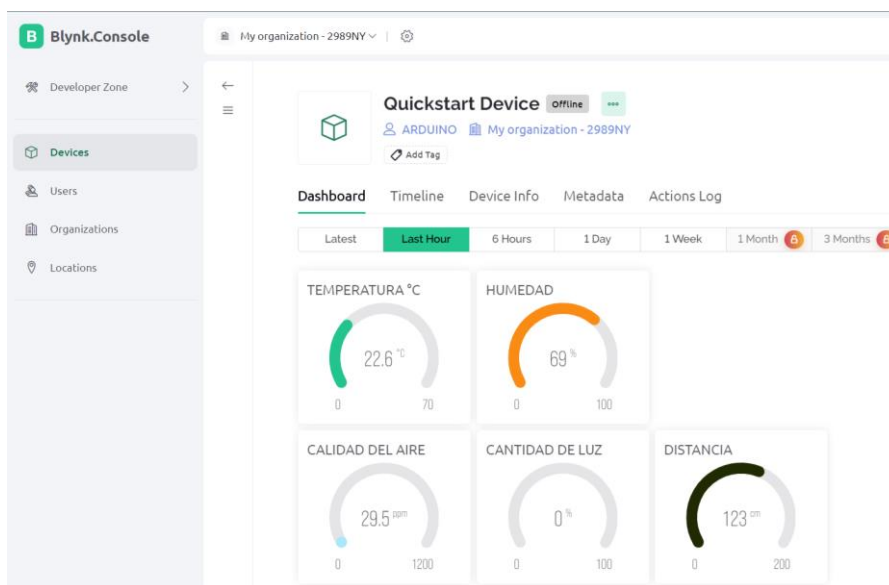 B Blynk.Console
My organization - 2989NY
Developer Zone
Devices
Users
Organizations
Locations
Quickstart Device Offline
ARDUINO My organization - 2989NY
Add Tag
Dashboard Timeline Device Info Metadata Actions Log
Latest Last Hour 6 Hours 1 Day 1 Week 1 Month 3 Months
TEMPERATURA °C
22.6 °C
0 70
HUMEDAD
69 %
0 100
CALIDAD DEL AIRE
29.5 ppm
0 1200
CANTIDAD DE LUZ
0 %
0 100
DISTANCIA
123 cm
0 200